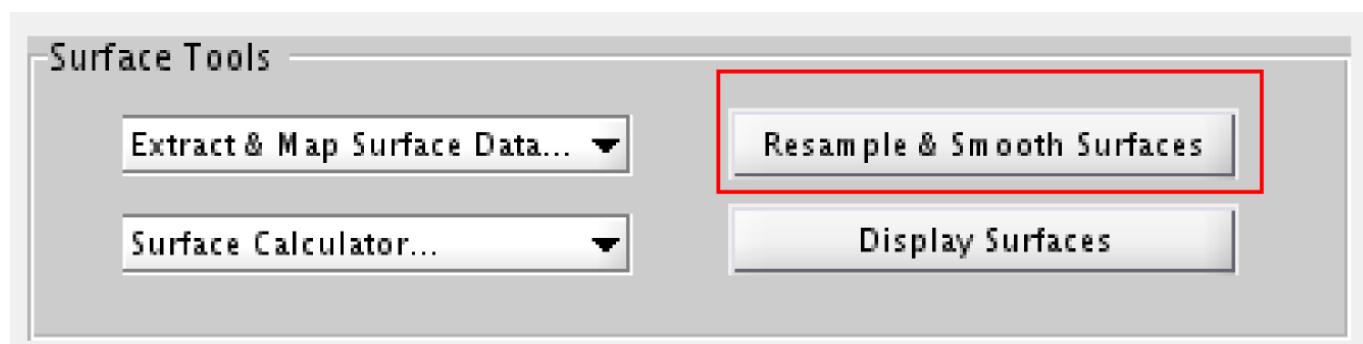 Surface Tools
Extract & Map Surface Data...
Resample & Smooth Surfaces
Surface Calculator...
Display Surfaces